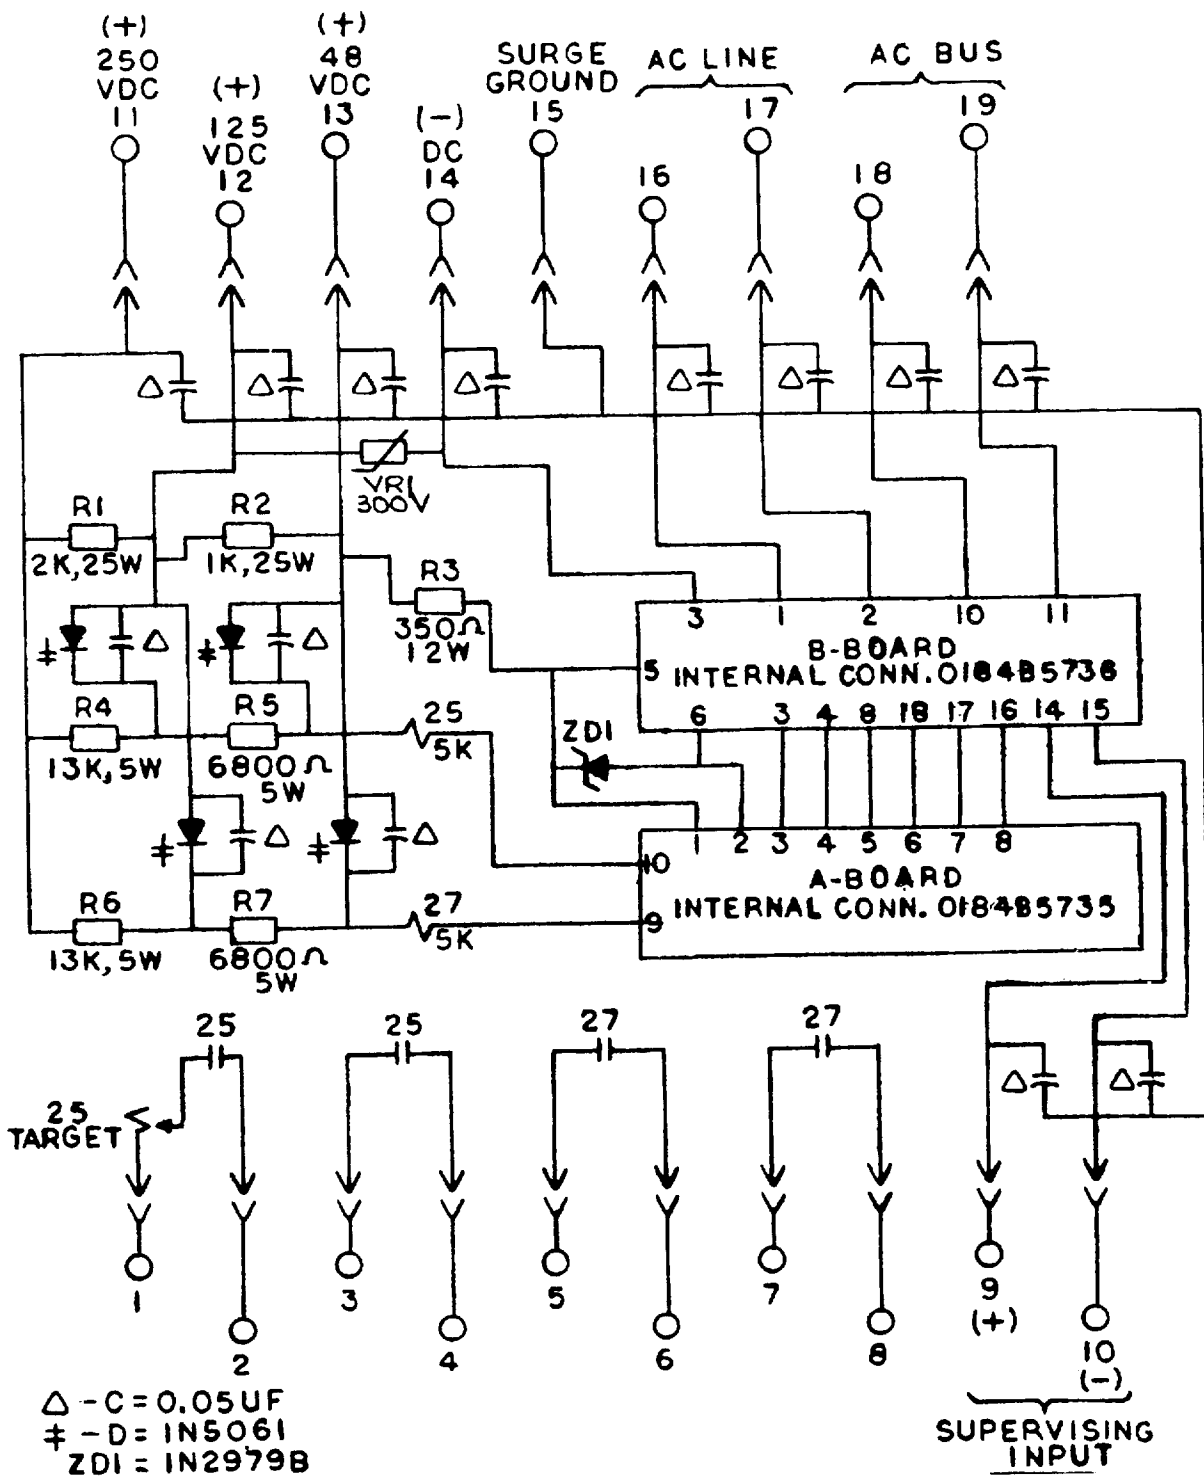 (+)
250
VDC
11
(+)
125
VDC
12
(+)
48
VDC
13
(-)
DC
14
SURGE
GROUND
15
AC LINE
16
17
AC BUS
18
19
△
△
△
△
△
△
△
△
VR1
300V
R1
2K,25W
R2
1K,25W
R3
350Ω
12W
3 1 2 10 11
B-BOARD
5 INTERNAL CONN. 0184B5736
6 3 4 8 18 17 16 14 15
ǂ △
ǂ △
R4
13K,5W
R5
6800Ω
5W
25
5K
ZD1
1 2 3 4 5 6 7 8
10
A-BOARD
INTERNAL CONN. 0184B5735
9
ǂ △
ǂ △
R6
13K,5W
R7
6800Ω
5W
27
5K
25
25
27
27
25
TARGET
△
△
1
2
3
4
5
6
7
8
9
(+)
10
(-)
SUPERVISING
INPUT
△ - C = 0.05UF
ǂ - D = 1N5061
ZD1 = 1N2979B